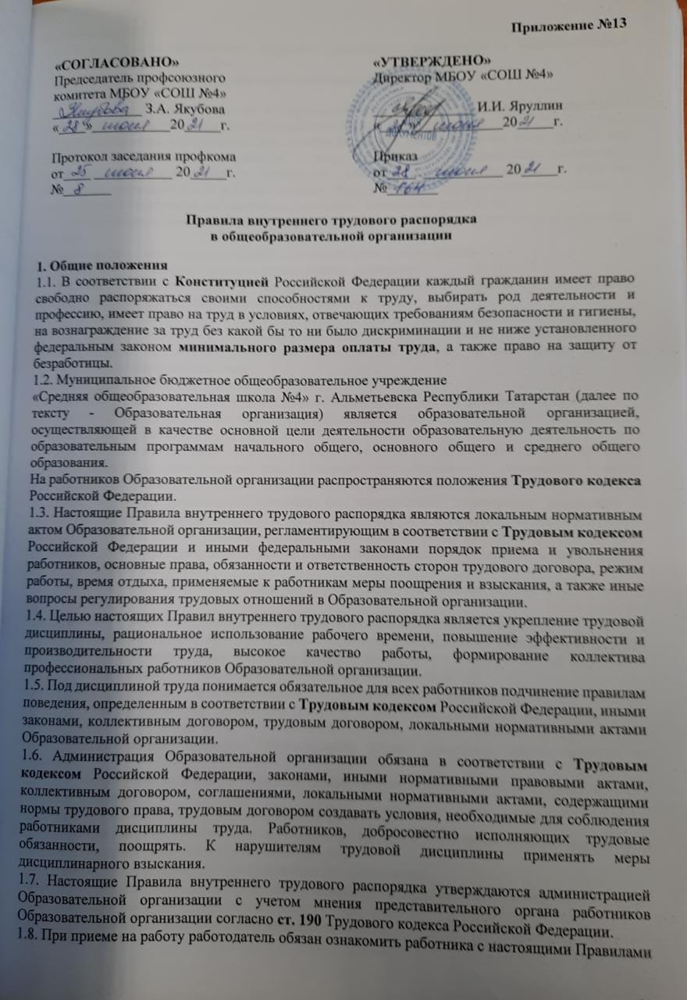 Приложение №13
«СОГЛАСОВАНО»
Председатель профсоюзного
комитета МБОУ «СОШ №4»
З.А. Якубова
«28» июня 2021г.
Протокол заседания профкома
от 25 июня 2021г.
№ 8
«УТВЕРЖДЕНО»
Директор МБОУ «СОШ №4»
И.И. Яруллин
«28» июня 2021г.
ДОКУМЕНТОВ
Приказ
от 28 июня 2021г.
№ 164
Правила внутреннего трудового распорядка
в общеобразовательной организации
1. Общие положения
1.1. В соответствии с Конституцией Российской Федерации каждый гражданин имеет право
свободно распоряжаться своими способностями к труду, выбирать род деятельности и
профессию, имеет право на труд в условиях, отвечающих требованиям безопасности и гигиены,
на вознаграждение за труд без какой бы то ни было дискриминации и не ниже установленного
федеральным законом минимального размера оплаты труда, а также право на защиту от
безработицы.
1.2. Муниципальное бюджетное общеобразовательное учреждение
«Средняя общеобразовательная школа №4» г. Альметьевска Республики Татарстан (далее по
тексту - Образовательная организация) является образовательной организацией,
осуществляющей в качестве основной цели деятельности образовательную деятельность по
образовательным программам начального общего, основного общего и среднего общего
образования.
На работников Образовательной организации распространяются положения Трудового кодекса
Российской Федерации.
1.3. Настоящие Правила внутреннего трудового распорядка являются локальным нормативным
актом Образовательной организации, регламентирующим в соответствии с Трудовым кодексом
Российской Федерации и иными федеральными законами порядок приема и увольнения
работников, основные права, обязанности и ответственность сторон трудового договора, режим
работы, время отдыха, применяемые к работникам меры поощрения и взыскания, а также иные
вопросы регулирования трудовых отношений в Образовательной организации.
1.4. Целью настоящих Правил внутреннего трудового распорядка является укрепление трудовой
дисциплины, рациональное использование рабочего времени, повышение эффективности и
производительности труда, высокое качество работы, формирование коллектива
профессиональных работников Образовательной организации.
1.5. Под дисциплиной труда понимается обязательное для всех работников подчинение правилам
поведения, определенным в соответствии с Трудовым кодексом Российской Федерации, иными
законами, коллективным договором, трудовым договором, локальными нормативными актами
Образовательной организации.
1.6. Администрация Образовательной организации обязана в соответствии с Трудовым
кодексом Российской Федерации, законами, иными нормативными правовыми актами,
коллективным договором, соглашениями, локальными нормативными актами, содержащими
нормы трудового права, трудовым договором создавать условия, необходимые для соблюдения
работниками дисциплины труда. Работников, добросовестно исполняющих трудовые
обязанности, поощрять. К нарушителям трудовой дисциплины применять меры
дисциплинарного взыскания.
1.7. Настоящие Правила внутреннего трудового распорядка утверждаются администрацией
Образовательной организации с учетом мнения представительного органа работников
Образовательной организации согласно ст. 190 Трудового кодекса Российской Федерации.
1.8. При приеме на работу работодатель обязан ознакомить работника с настоящими Правилами